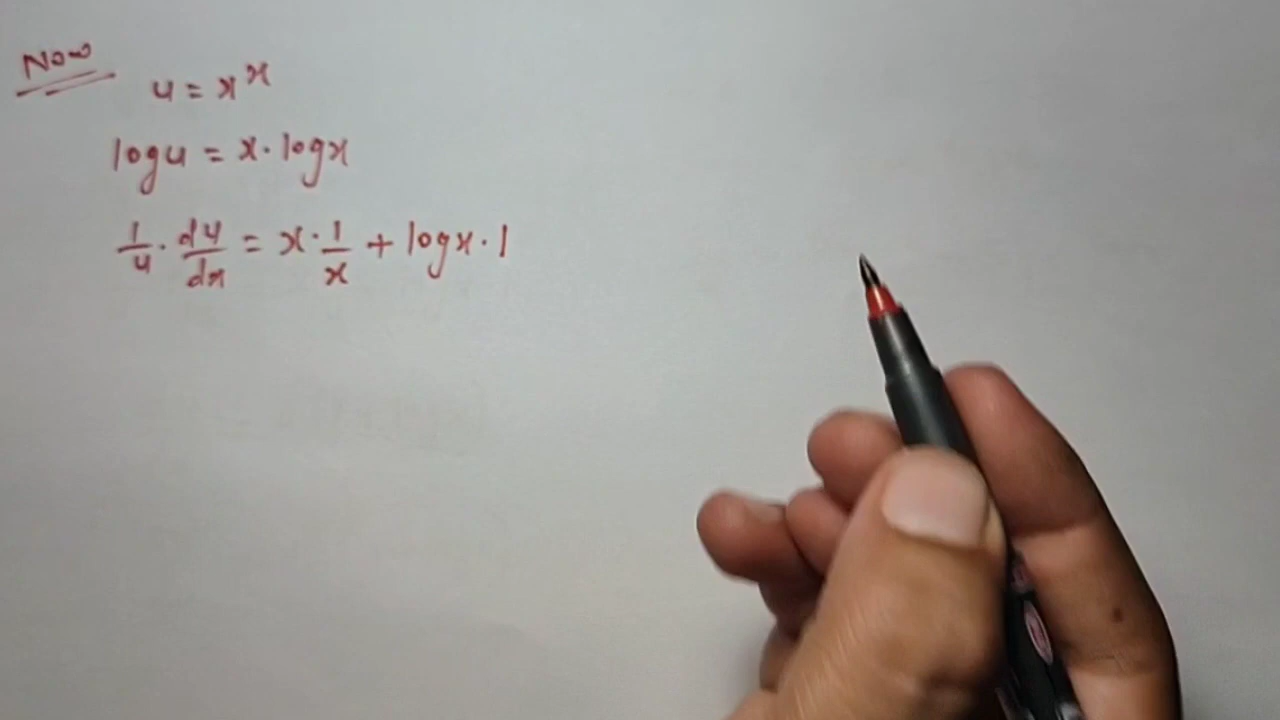 Now
u = x^x
log u = x · log x
1/u · du/dx = x · 1/x + log x · 1